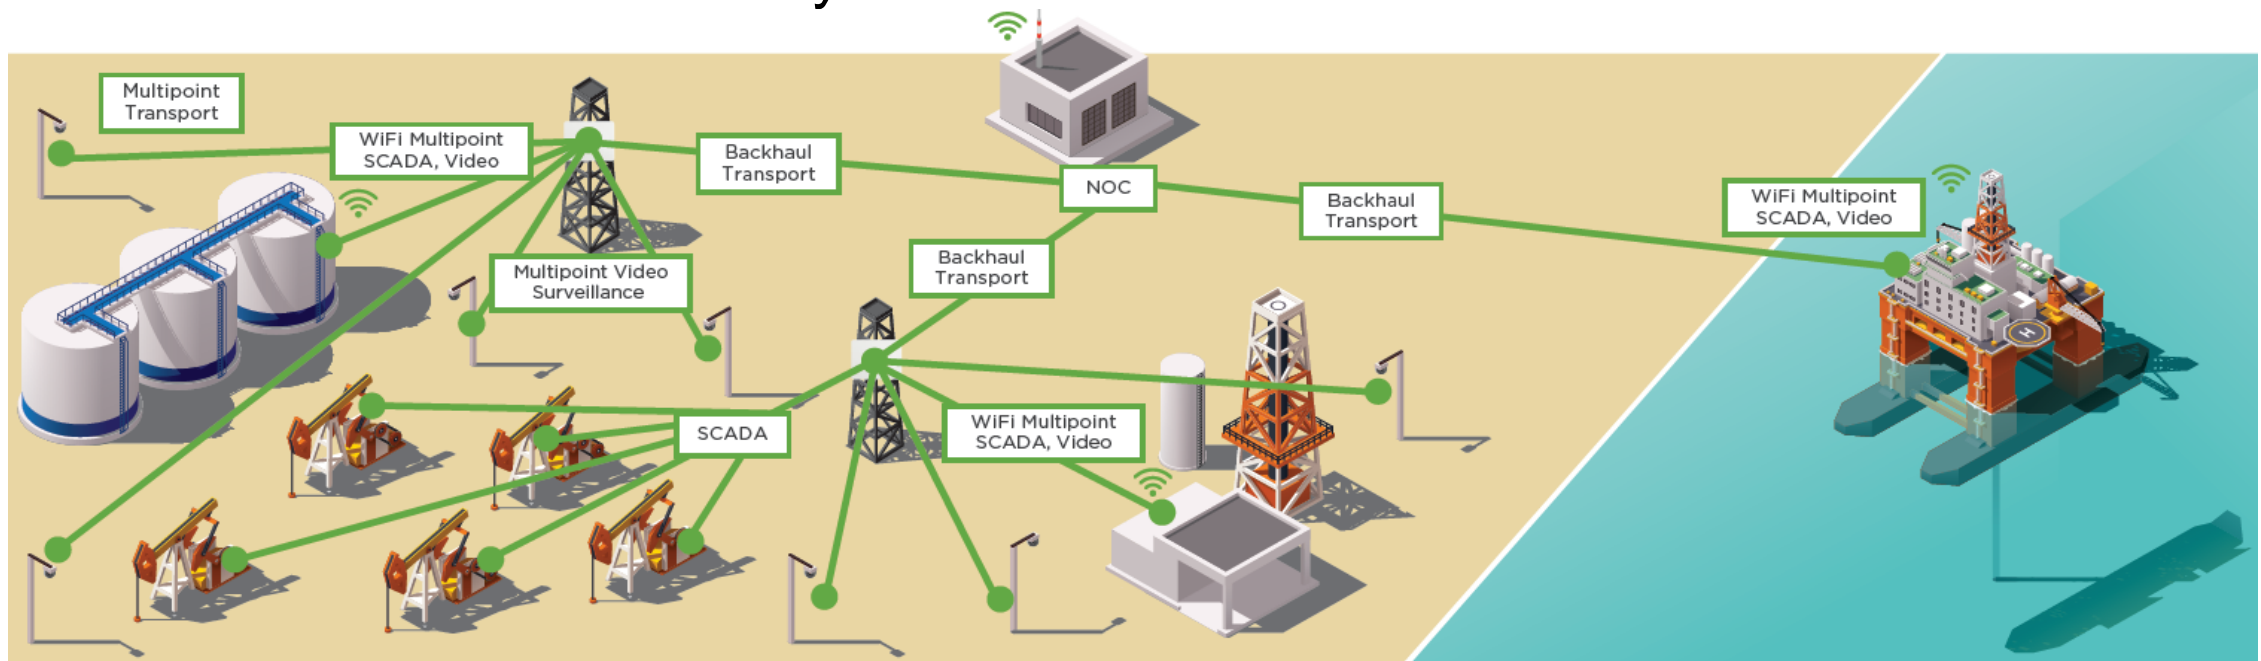 Multipoint
Transport
WiFi Multipoint
SCADA, Video
Backhaul
Transport
NOC
Backhaul
Transport
WiFi Multipoint
SCADA, Video
Multipoint Video
Surveillance
Backhaul
Transport
SCADA
WiFi Multipoint
SCADA, Video
H